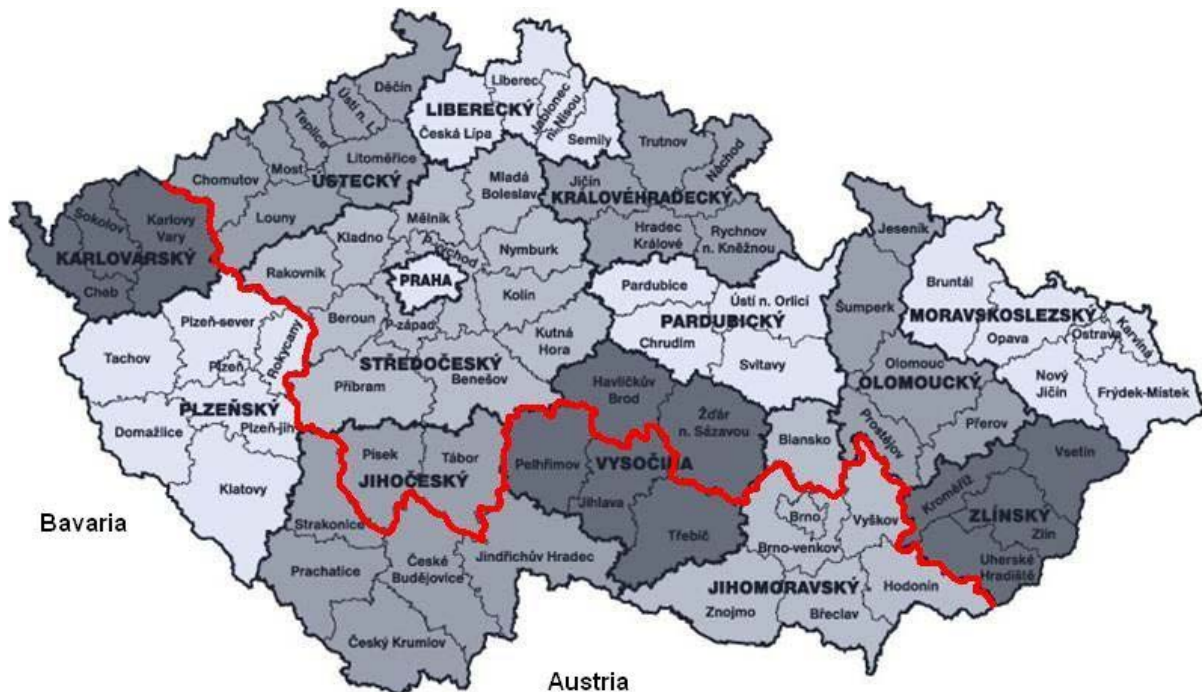 Děčín
Liberec
Ústí n. L.
LIBERECKÝ
Jablonec
n. Nisou
Teplice
Česká Lípa
Semily
Trutnov
Litoměřice
Náchod
Chomutov
Most
ÚSTECKÝ
Mladá
Boleslav
Jičín
KRÁLOVÉHRADECKÝ
Louny
Mělník
Sokolov
Karlovy
Vary
Kladno
P-východ
Nymburk
Hradec
Králové
Rychnov
n. Kněžnou
Jeseník
KARLOVARSKÝ
Rakovník
PRAHA
Cheb
Kolín
Pardubice
Ústí n. Orlicí
Bruntál
Šumperk
Plzeň-sever
Rokycany
Beroun
P-západ
Kutná
Hora
PARDUBICKÝ
MORAVSKOSLEZSKÝ
Karviná
Opava
Ostrava
Tachov
Plzeň
STŘEDOČESKÝ
Chrudim
Svitavy
Olomouc
Příbram
Benešov
Havlíčkův
Brod
OLOMOUCKÝ
Nový
Jičín
Frýdek-Místek
PLZEŇSKÝ
Domažlice
Plzeň-jih
Žďár
n. Sázavou
Prostějov
Přerov
Písek
Tábor
Blansko
Vsetín
Klatovy
JIHOČESKÝ
Pelhřimov
VYSOČINA
Kroměříž
Bavaria
Strakonice
Jihlava
Brno
Vyškov
ZLÍNSKÝ
Třebíč
Zlín
Brno-venkov
Jindřichův Hradec
Prachatice
České
Budějovice
Uherské
Hradiště
JIHOMORAVSKÝ
Hodonín
Znojmo
Břeclav
Český Krumlov
Austria